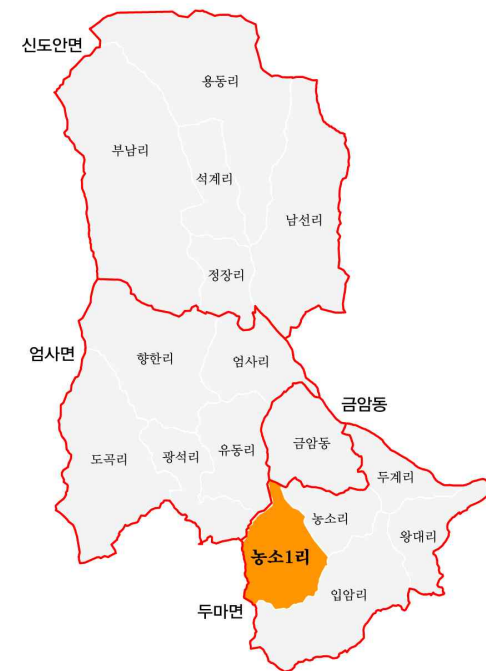 신도안면
용동리
부남리
석계리
남선리
정장리
엄사면
향한리
엄사리
금암동
도곡리
광석리
유동리
금암동
두계리
농소리
왕대리
농소1리
입암리
두마면